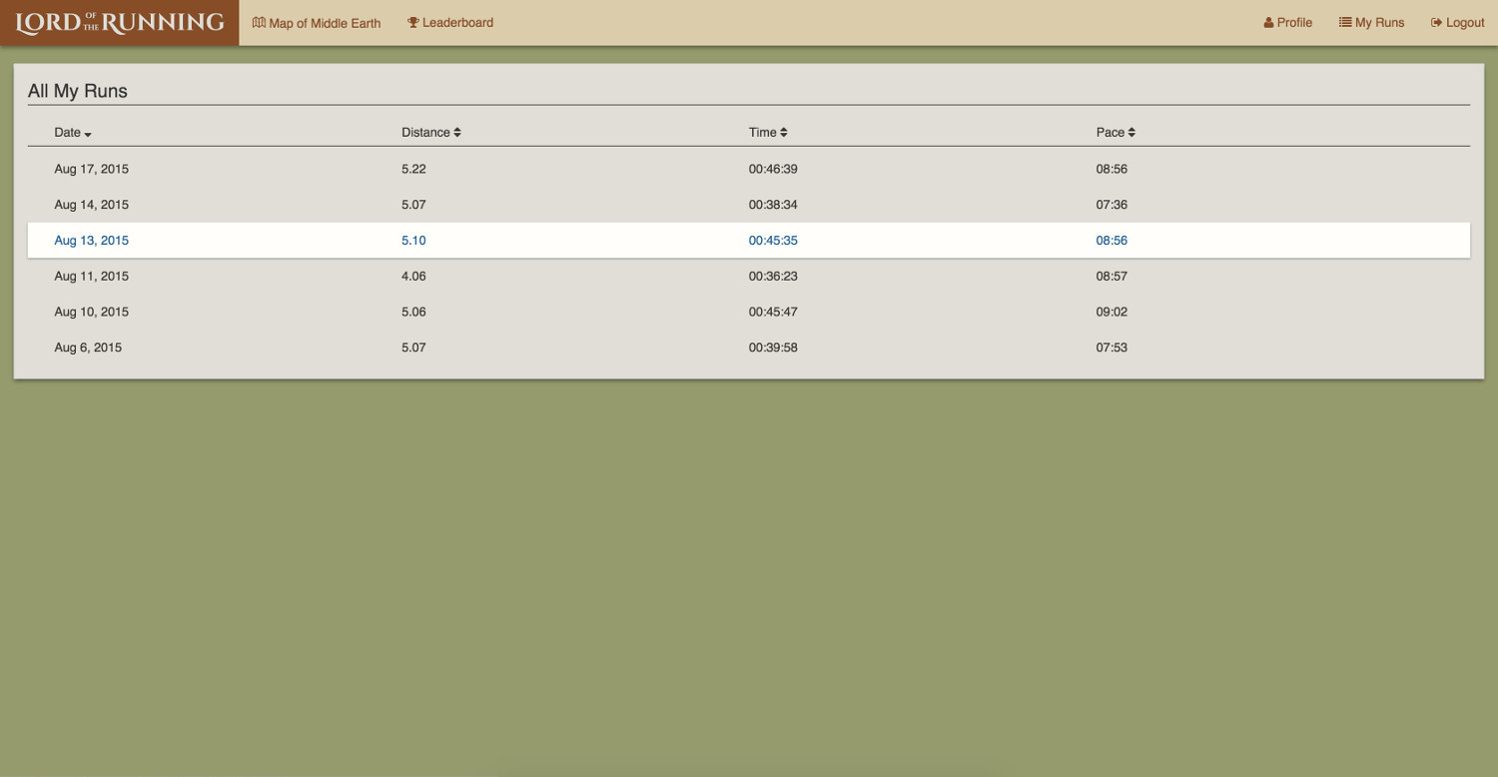 LORD OF THE RUNNING Map of Middle Earth Leaderboard Profile My Runs Logout
All My Runs
Date Distance Time Pace
Aug 17, 2015 5.22 00:46:39 08:56
Aug 14, 2015 5.07 00:38:34 07:36
Aug 13, 2015 5.10 00:45:35 08:56
Aug 11, 2015 4.06 00:36:23 08:57
Aug 10, 2015 5.06 00:45:47 09:02
Aug 6, 2015 5.07 00:39:58 07:53